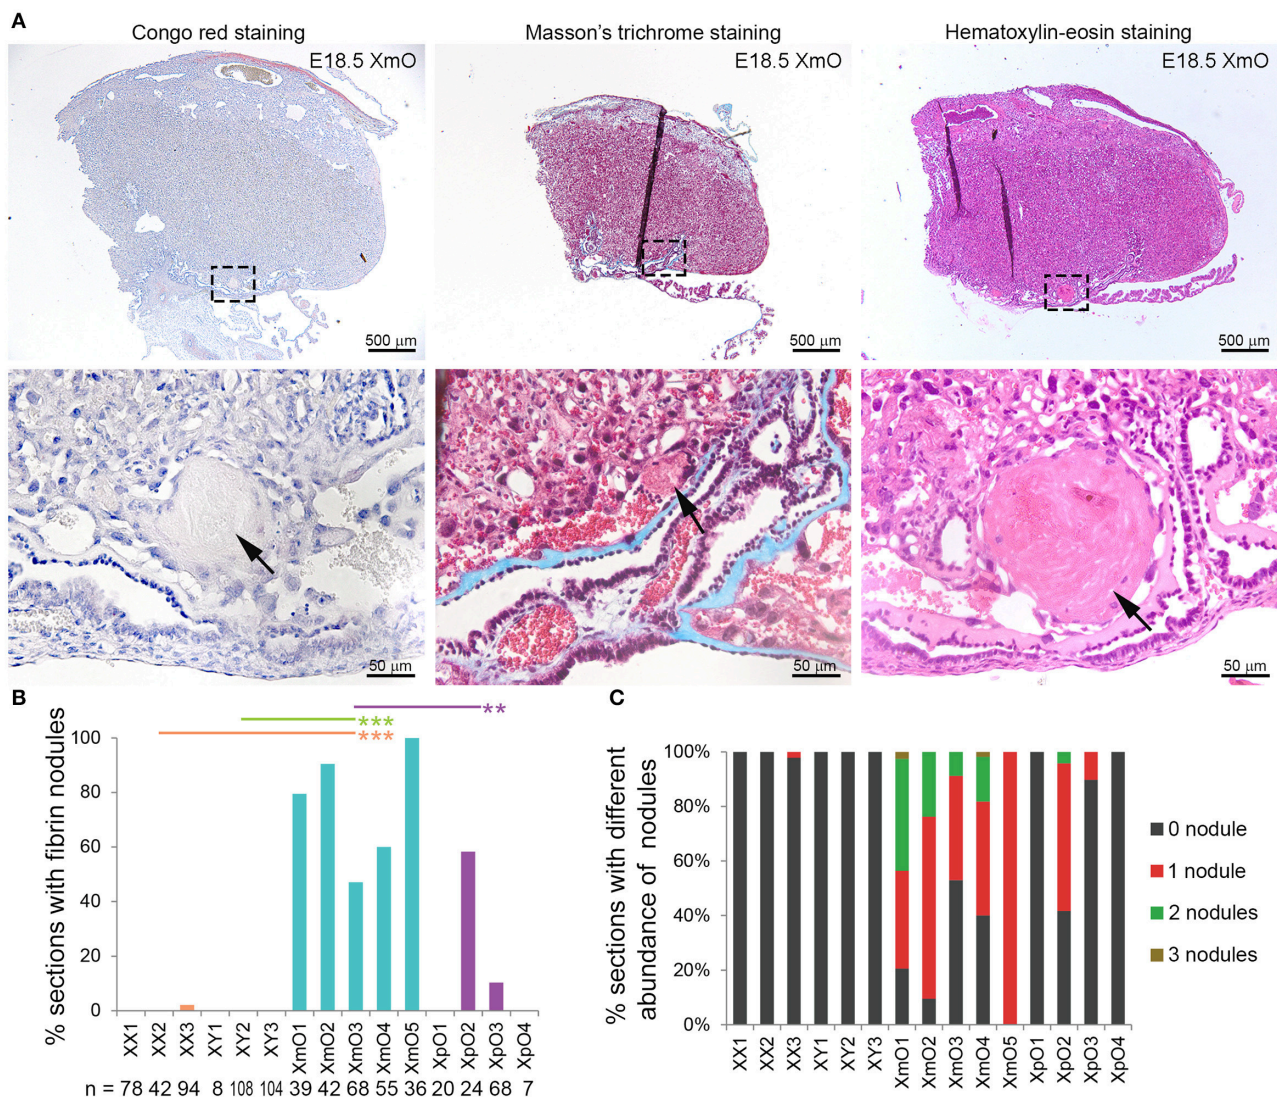 A
Congo red staining
Masson's trichrome staining
Hematoxylin-eosin staining
E18.5 XmO
E18.5 XmO
E18.5 XmO
500 μm
500 μm
500 μm
50 μm
50 μm
50 μm
B
% sections with fibrin nodules
100
80
60
40
20
0
***
***
**
XX1 XX2 XX3 XY1 XY2 XY3 XmO1 XmO2 XmO3 XmO4 XmO5 XpO1 XpO2 XpO3 XpO4
n = 78 42 94 8 108 104 39 42 68 55 36 20 24 68 7
C
% sections with different
abundance of nodules
100%
80%
60%
40%
20%
0%
XX1 XX2 XX3 XY1 XY2 XY3 XmO1 XmO2 XmO3 XmO4 XmO5 XpO1 XpO2 XpO3 XpO4
0 nodule
1 nodule
2 nodules
3 nodules